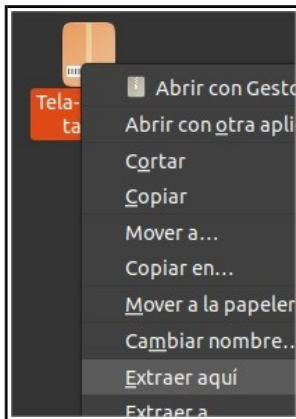 Tela-
ta
Abrir con Gesto
Abrir con otra apli
Cortar
Copiar
Mover a...
Copiar en...
Mover a la papeler
Cambiar nombre..
Extraer aquí
Extraer a